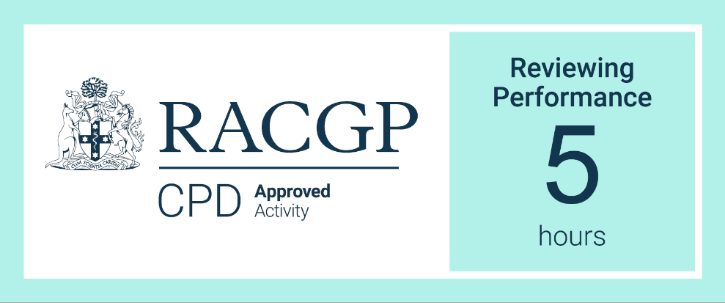 RACGP
CPD Approved
Activity
Reviewing
Performance
5
hours